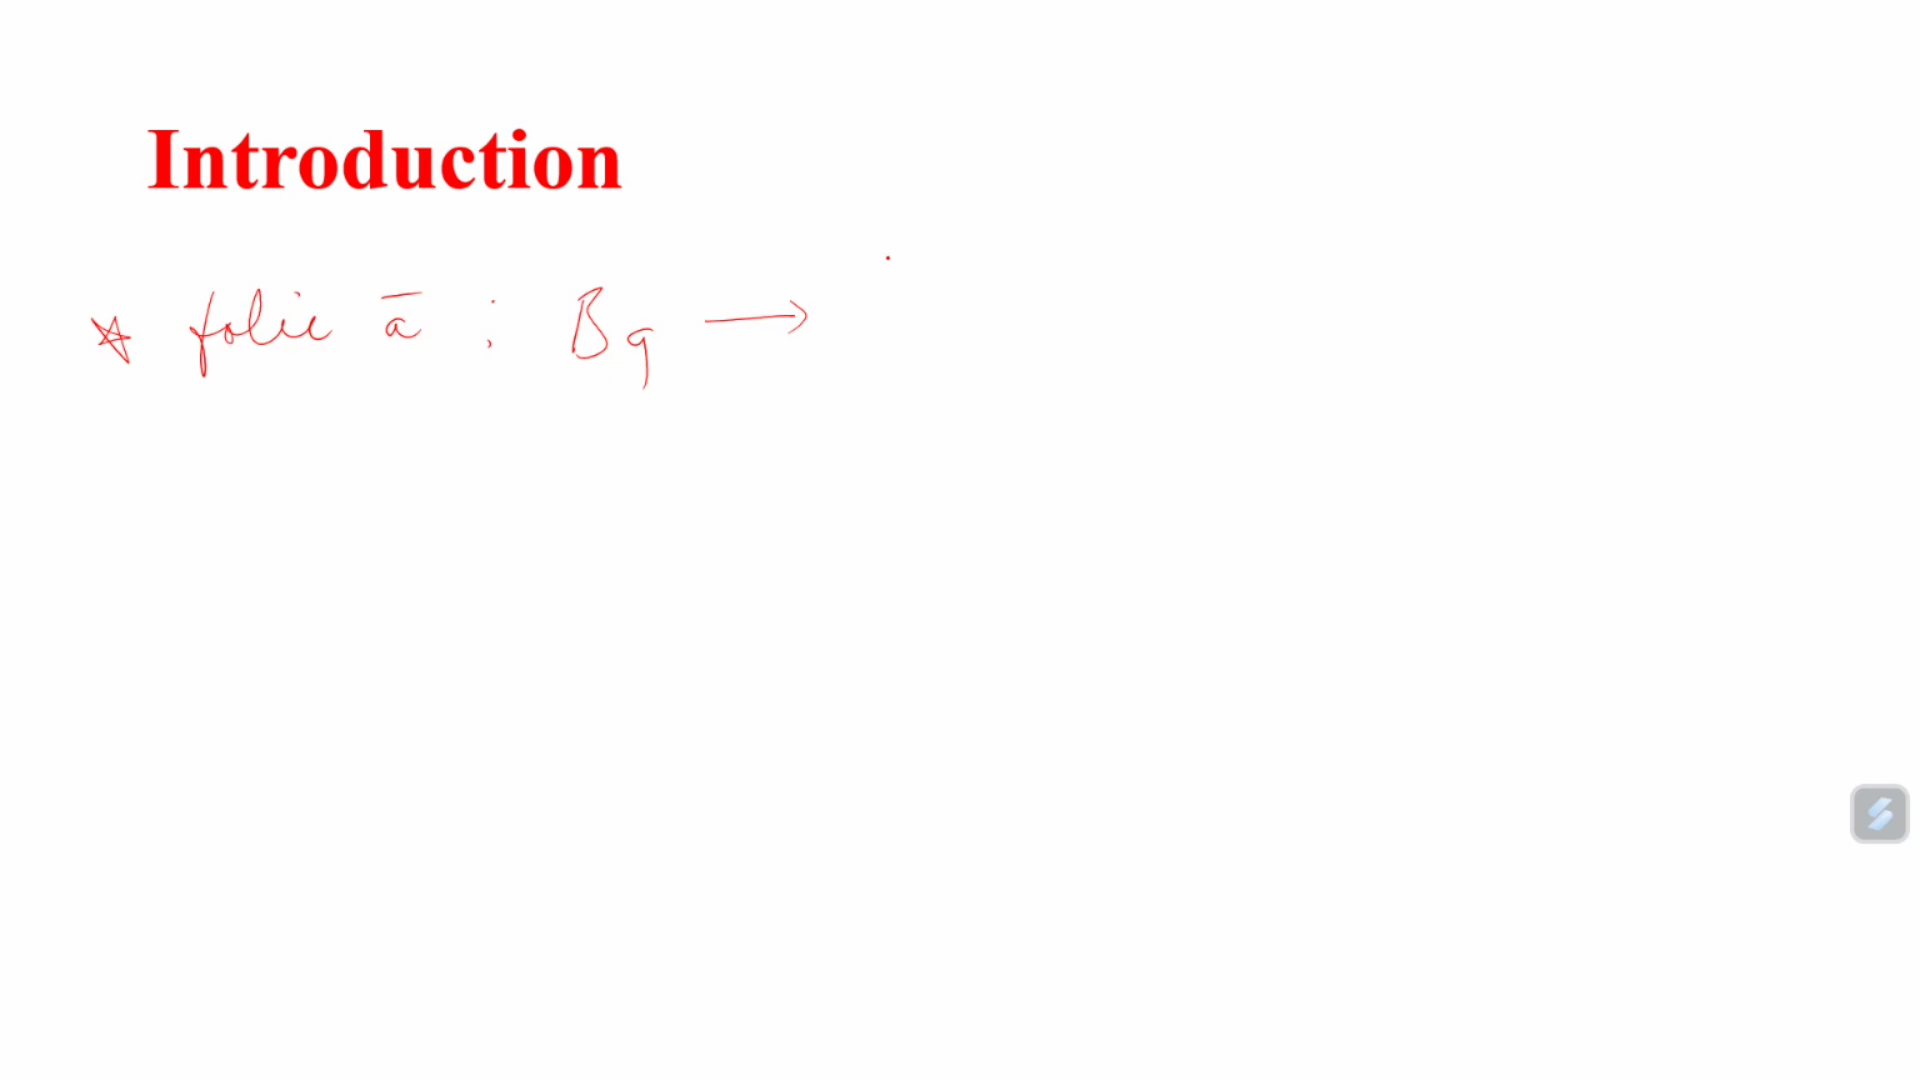 Introduction
☆ folic ā : B9 →